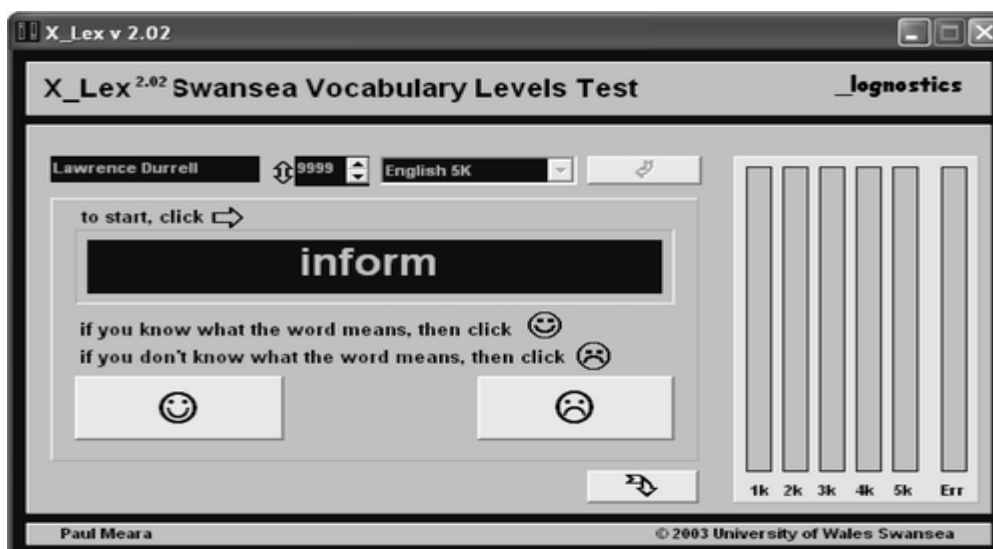 X_Lex v 2.02
X_Lex 2.02 Swansea Vocabulary Levels Test
_lognostics
Lawrence Durrell
9999
English 5K
to start, click
inform
if you know what the word means, then click
if you don't know what the word means, then click
1k 2k 3k 4k 5k Err
Paul Meara
© 2003 University of Wales Swansea